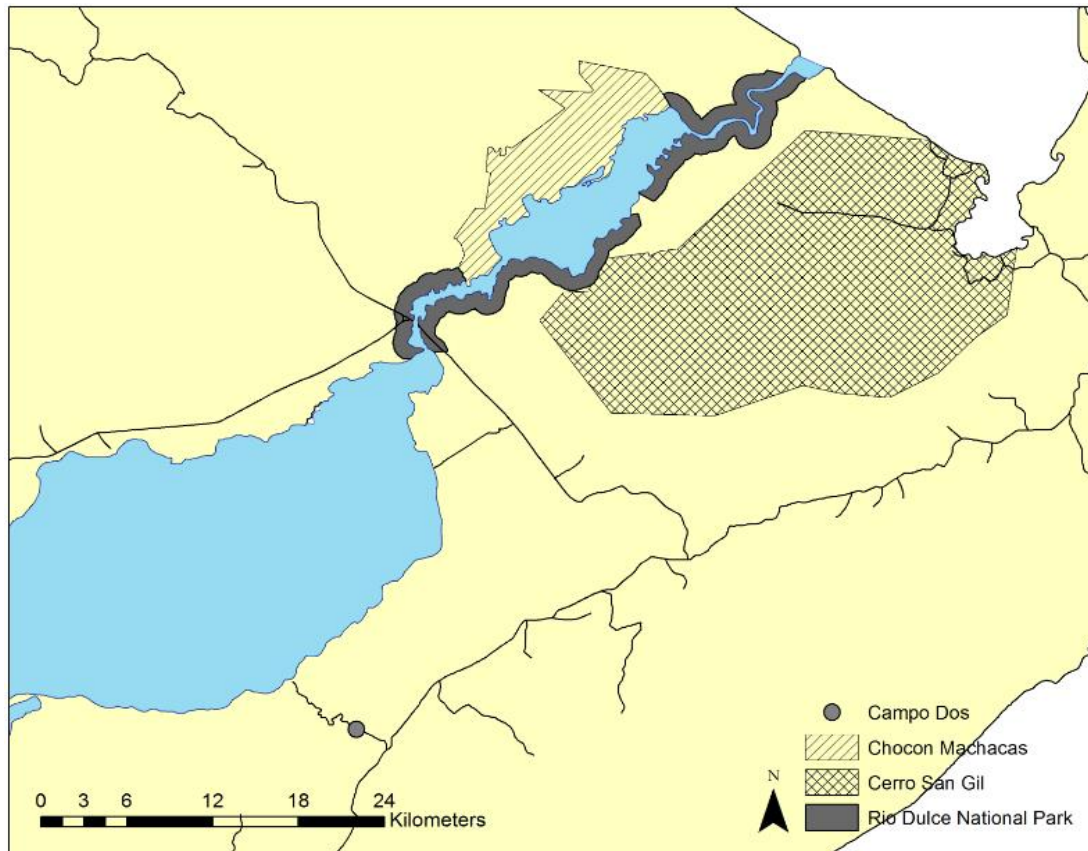 N
Campo Dos
Chocon Machacas
Cerro San Gil
Rio Dulce National Park
0 3 6 12 18 24
Kilometers